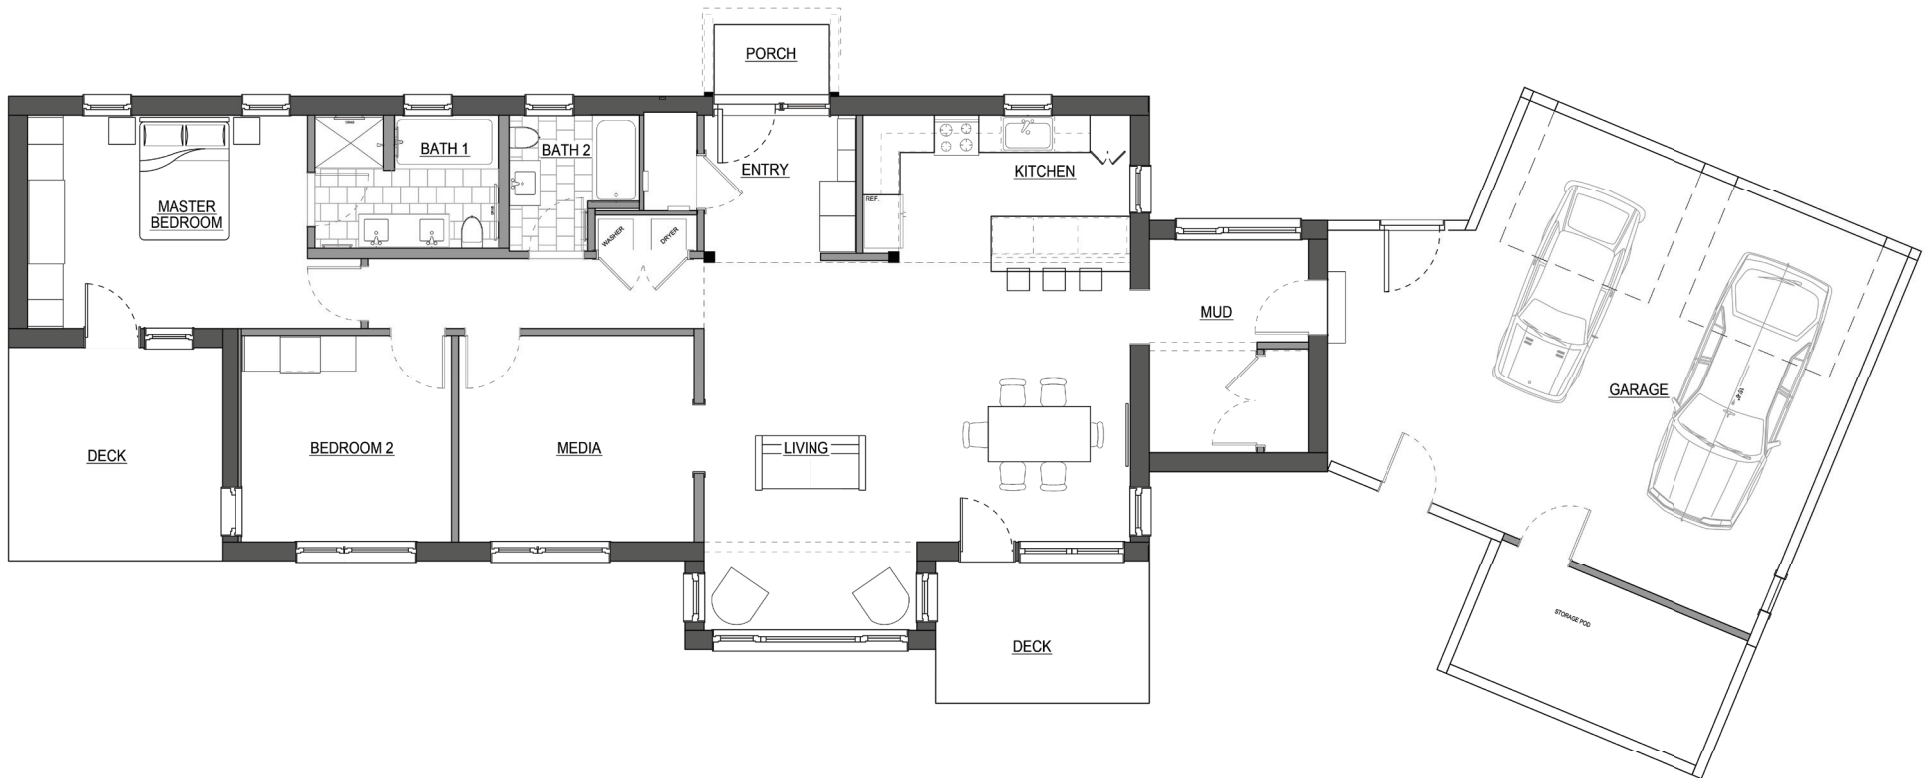 PORCH
BATH 1
BATH 2
ENTRY
KITCHEN
REF.
MASTER
BEDROOM
WASHER
DRYER
MUD
GARAGE
DECK
BEDROOM 2
MEDIA
LIVING
STORAGE POD
DECK